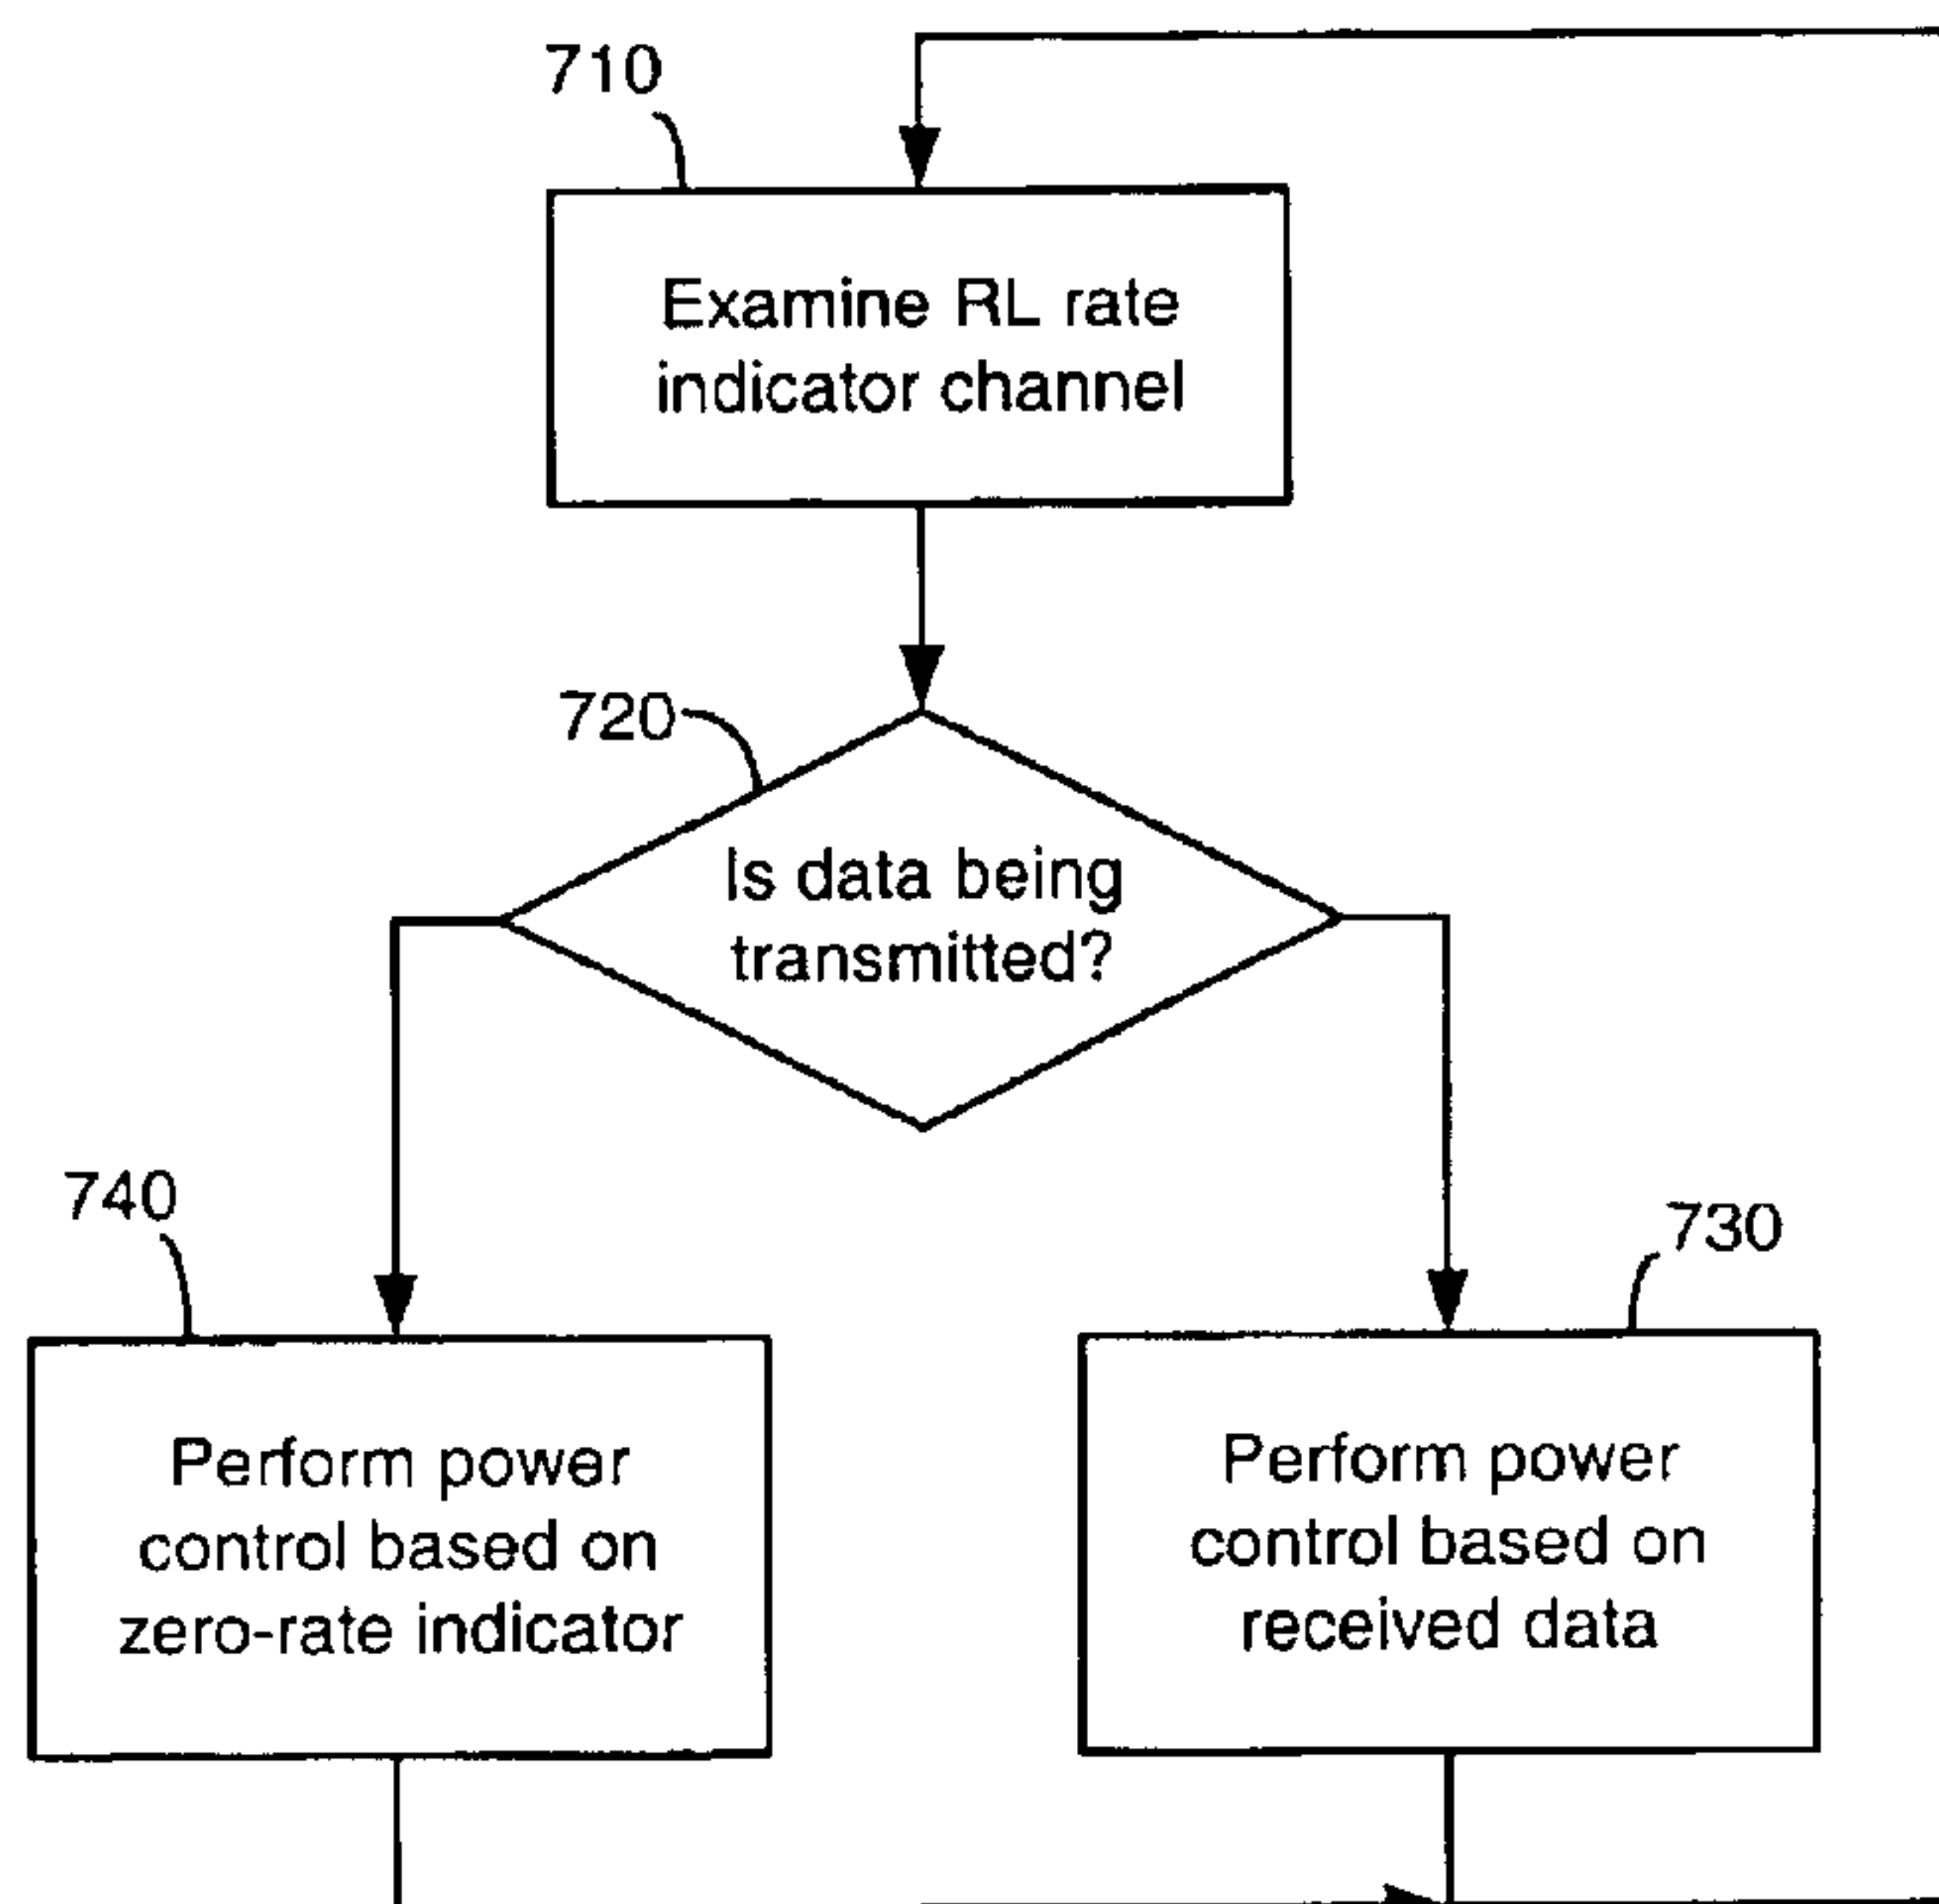 710
Examine RL rate
indicator channel
720
Is data being
transmitted?
740
730
Perform power
control based on
zero-rate indicator
Perform power
control based on
received data